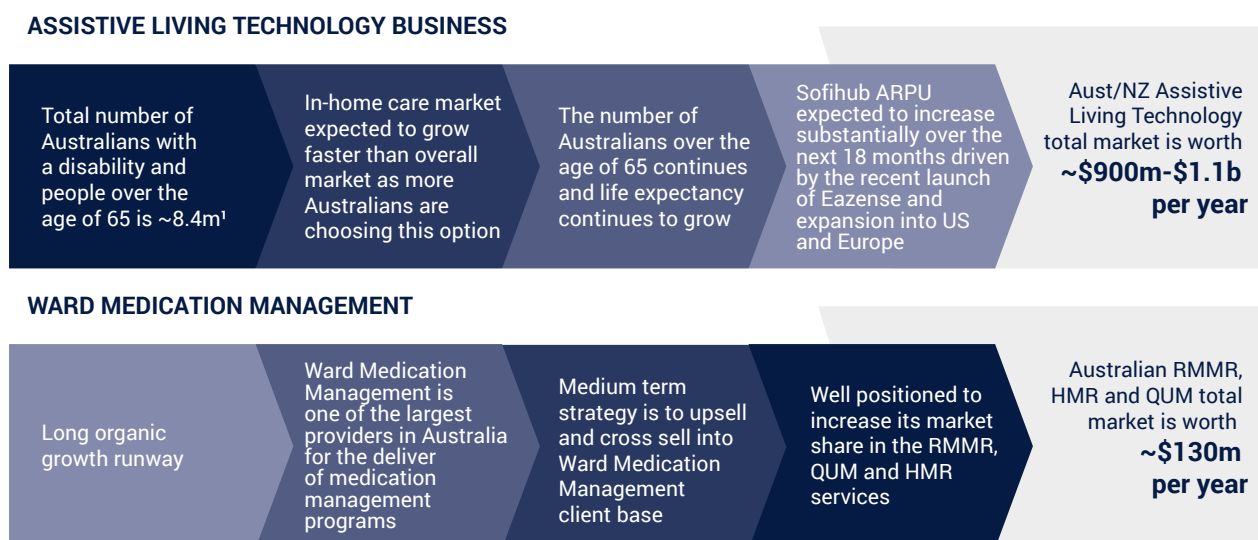 ASSISTIVE LIVING TECHNOLOGY BUSINESS
Total number of
Australians with
a disability and
people over the
age of 65 is ~8.4m¹
In-home care market
expected to grow
faster than overall
market as more
Australians are
choosing this option
The number of
Australians over the
age of 65 continues
and life expectancy
continues to grow
Sofihub ARPU
expected to increase
substantially over the
next 18 months driven
by the recent launch
of Eazense and
expansion into US
and Europe
Aust/NZ Assistive
Living Technology
total market is worth
~$900m-$1.1b
per year
WARD MEDICATION MANAGEMENT
Long organic
growth runway
Ward Medication
Management is
one of the largest
providers in Australia
for the deliver
of medication
management
programs
Medium term
strategy is to upsell
and cross sell into
Ward Medication
Management
client base
Well positioned to
increase its market
share in the RMMR,
QUM and HMR
services
Australian RMMR,
HMR and QUM total
market is worth
~$130m
per year